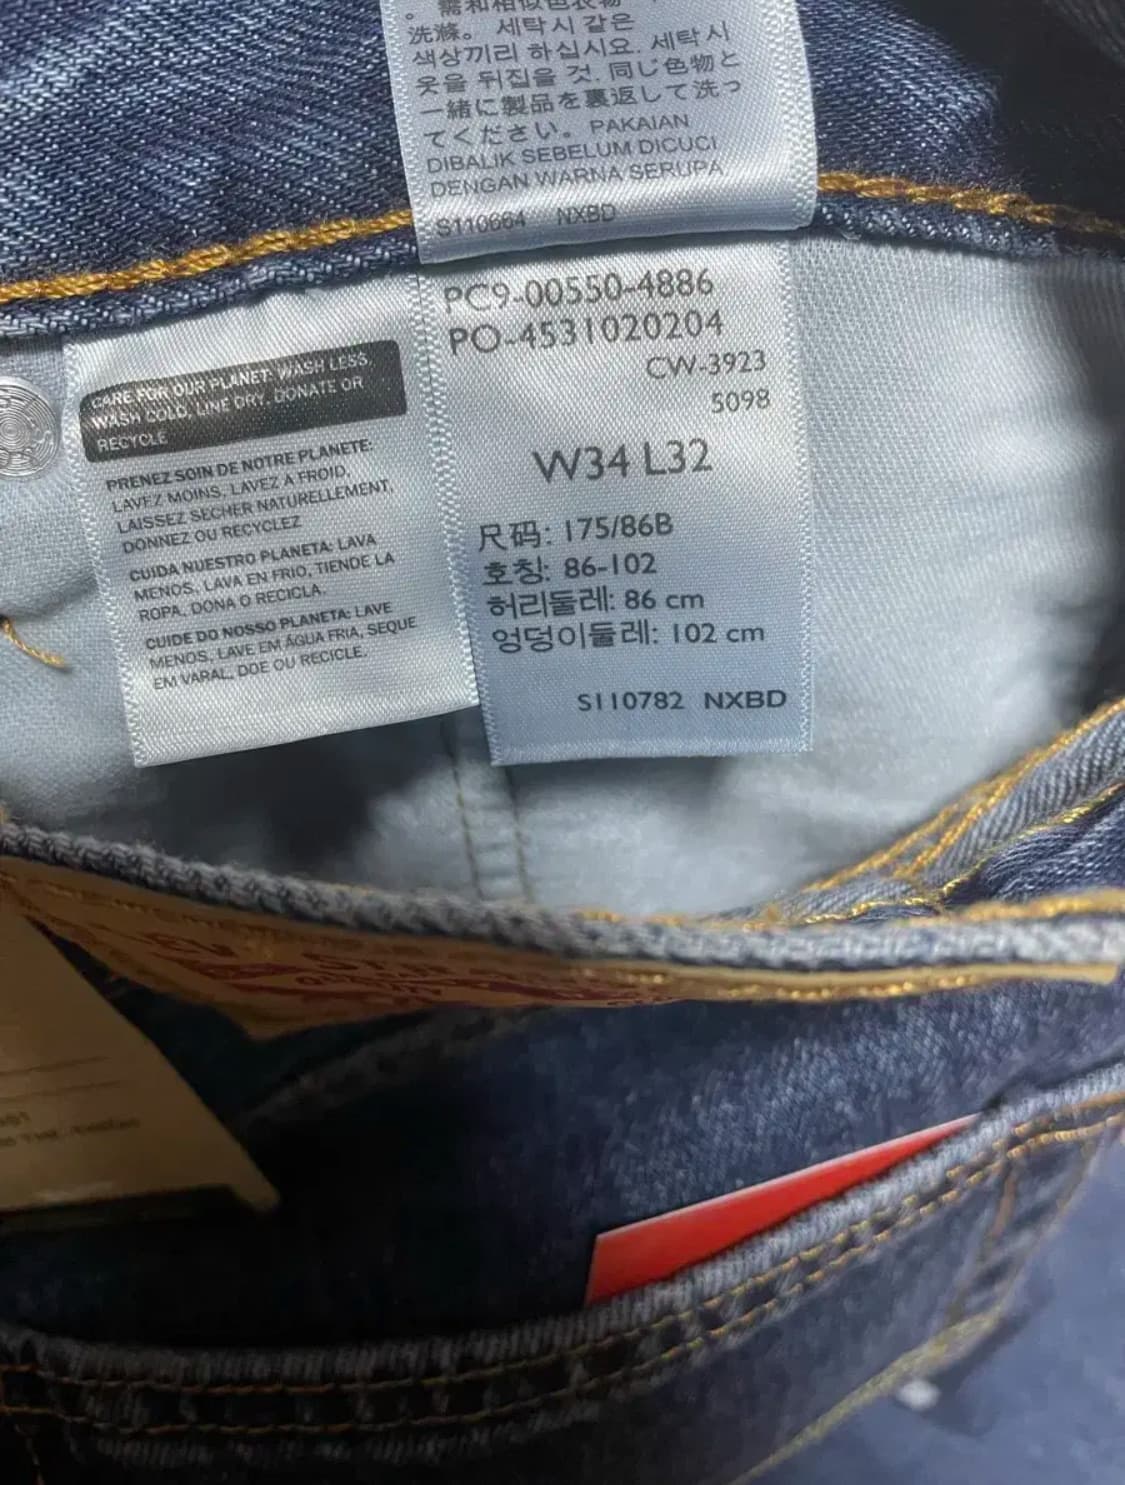 洗滌。 세탁시 같은
색상끼리 하십시오. 세탁시
옷을 뒤집을 것. 同じ色物と
一緒に製品を裏返して洗っ
てください。 PAKAIAN
DIBALIK SEBELUM DICUCI
DENGAN WARNA SERUPA
S110664 NXBD
PC9-00550-4886
PO-4531020204
CW-3923
5098
W34 L32
尺码: 175/86B
호칭: 86-102
허리둘레: 86 cm
엉덩이둘레: 102 cm
S110782 NXBD
CARE FOR OUR PLANET: WASH LESS,
WASH COLD, LINE DRY, DONATE OR
RECYCLE
PRENEZ SOIN DE NOTRE PLANETE:
LAVEZ MOINS, LAVEZ A FROID,
LAISSEZ SECHER NATURELLEMENT,
DONNEZ OU RECYCLEZ
CUIDA NUESTRO PLANETA: LAVA
MENOS, LAVA EN FRIO, TIENDE LA
ROPA, DONA O RECICLA.
CUIDE DO NOSSO PLANETA: LAVE
MENOS, LAVE EM ÁGUA FRIA, SEQUE
EM VARAL, DOE OU RECICLE.